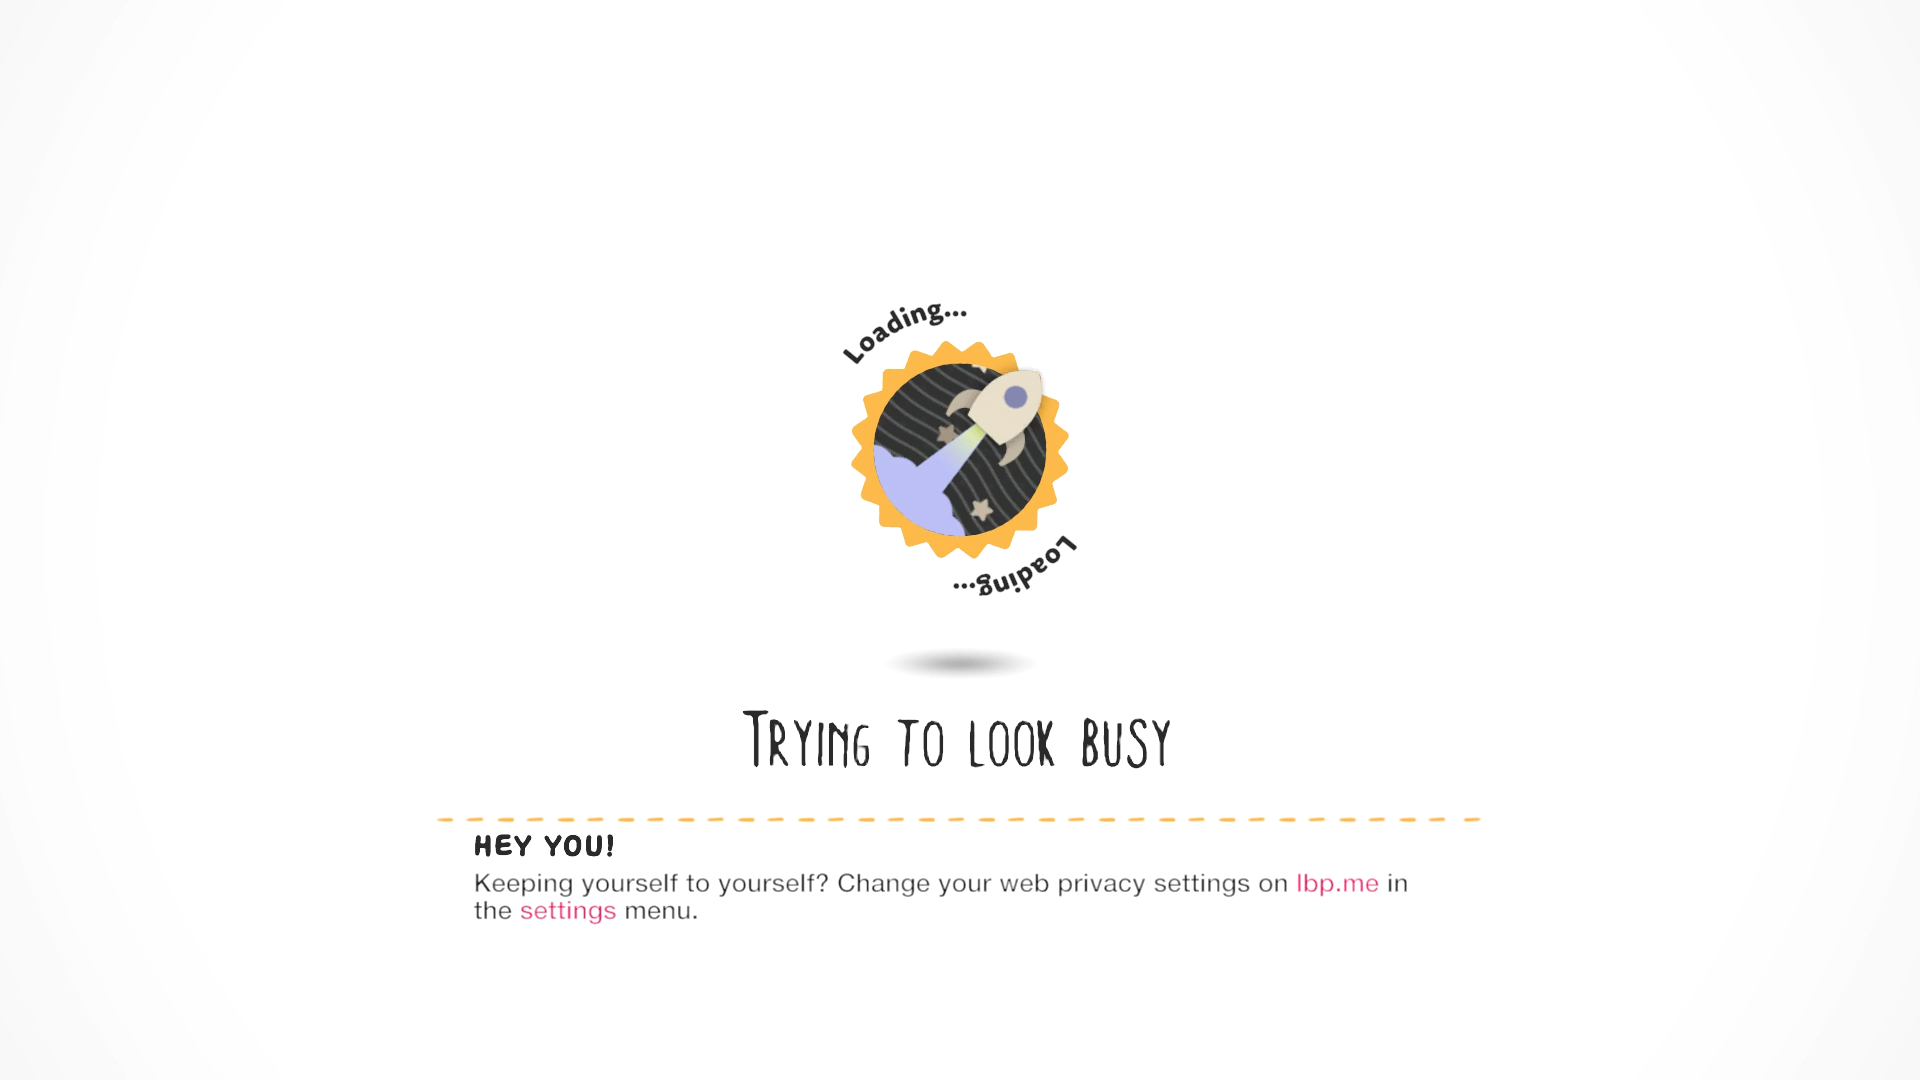 Loading...
Loading...
Trying to look busy
HEY YOU!
Keeping yourself to yourself? Change your web privacy settings on lbp.me in
the settings menu.